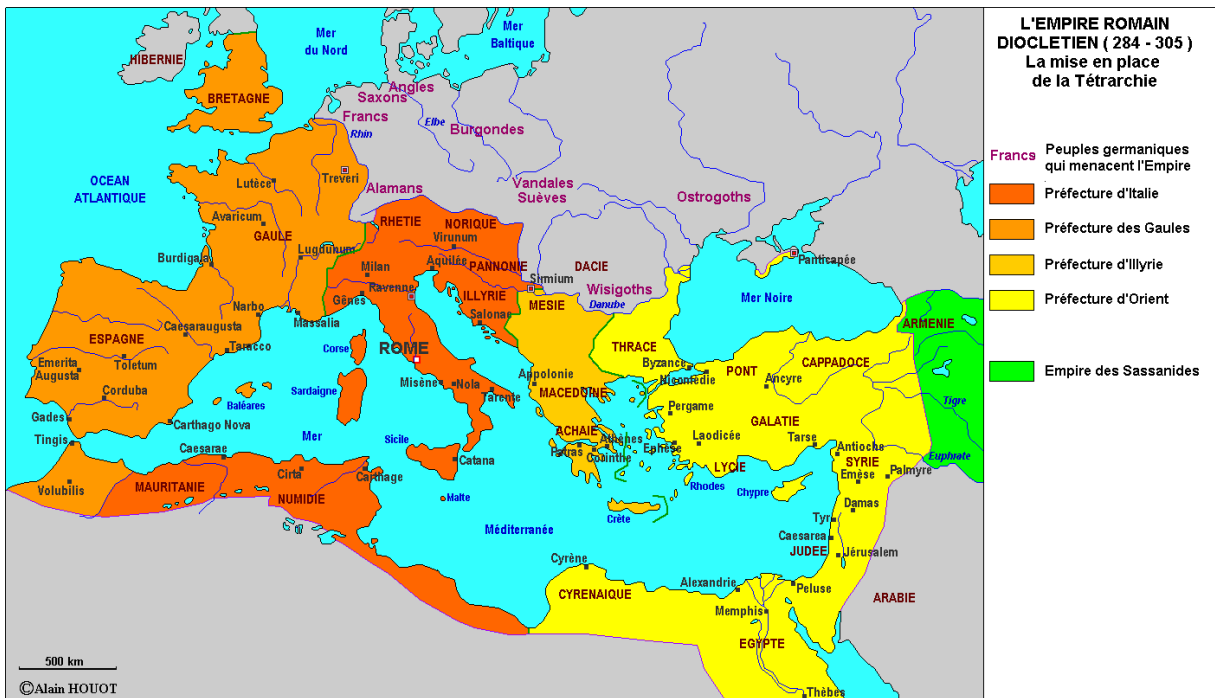 L'EMPIRE ROMAIN
DIOCLETIEN ( 284 - 305 )
La mise en place
de la Tétrarchie
Francs
Peuples germaniques
qui menacent l'Empire
Préfecture d'Italie
Préfecture des Gaules
Préfecture d'Illyrie
Préfecture d'Orient
Empire des Sassanides
Mer
du Nord
Mer
Baltique
HIBERNIE
BRETAGNE
Angles
Saxons
Francs
Rhin
Elbe
Burgondes
OCEAN
ATLANTIQUE
Lutèce
Treveri
Alamans
Vandales
Suèves
Ostrogoths
Avaricum
GAULE
Lugdunum
RHETIE
NORIQUE
Virunum
Burdigala
Milan
Aquilée
PANNONIE
Sirmium
DACIE
Panticapée
Ravenne
Wisigoths
Danube
Gênes
ILLYRIE
MESIE
Mer Noire
Narbo
Massalia
Salonae
ARMENIE
Caesaraugusta
ESPAGNE
Taracco
Corse
ROME
THRACE
Byzance
PONT
CAPPADOCE
Emerita
Augusta
Toletum
Sardaigne
Misène
Nola
Tarente
Appolonie
MACEDOINE
Nicomédie
Ancyre
Corduba
Baléares
Pergame
Tigre
Gades
Carthago Nova
ACHAIE
GALATIE
Tingis
Mer
Sicile
Athènes
Patras
Corinthe
Ephèse
Laodicée
Tarse
Antioche
Euphrate
Caesarae
Cirta
Carthage
Catana
LYCIE
SYRIE
Palmyre
Volubilis
MAURITANIE
NUMIDIE
Malte
Rhodes
Chypre
Emèse
Crète
Damas
Méditerranée
Tyr
Caesarea
JUDEE
Jérusalem
Cyrène
CYRENAIQUE
Alexandrie
Peluse
ARABIE
Memphis
EGYPTE
Thèbes
500 km
©Alain HOUOT